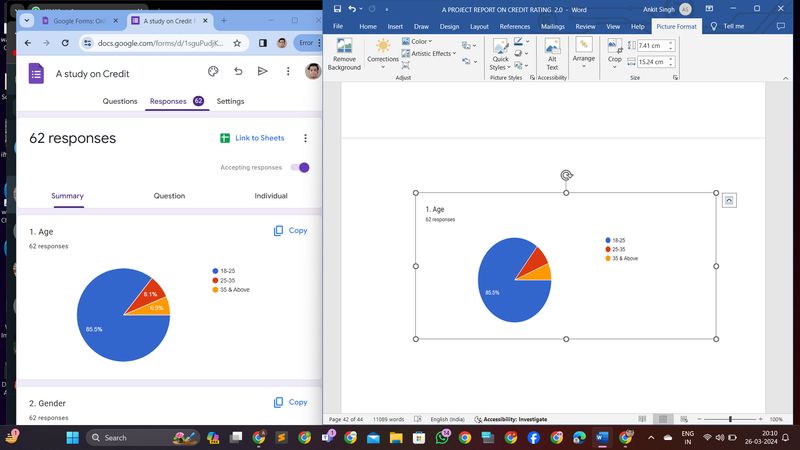 Google Forms: Onli
A study on Credit R
docs.google.com/forms/d/1sguPudjK...
Error
A study on Credit
Questions
Responses 62
Settings
62 responses
Link to Sheets
Accepting responses
Summary
Question
Individual
1. Age
Copy
62 responses
18-25
25-35
35 & Above
8.1%
6.5%
85.5%
2. Gender
Copy
62 responses
A PROJECT REPORT ON CREDIT RATING 2.0 - Word
Ankit Singh
AS
File
Home
Insert
Draw
Design
Layout
References
Mailings
Review
View
Help
Picture Format
Tell me
Remove Background
Corrections
Color
Artistic Effects
Adjust
Quick Styles
Picture Styles
Alt Text
Accessibility
Arrange
Crop
7.41 cm
15.24 cm
Size
1. Age
62 responses
18-25
25-35
35 & Above
85.5%
Page 42 of 44
11089 words
English (India)
Accessibility: Investigate
100%
Search
ENG
IN
20:10
26-03-2024